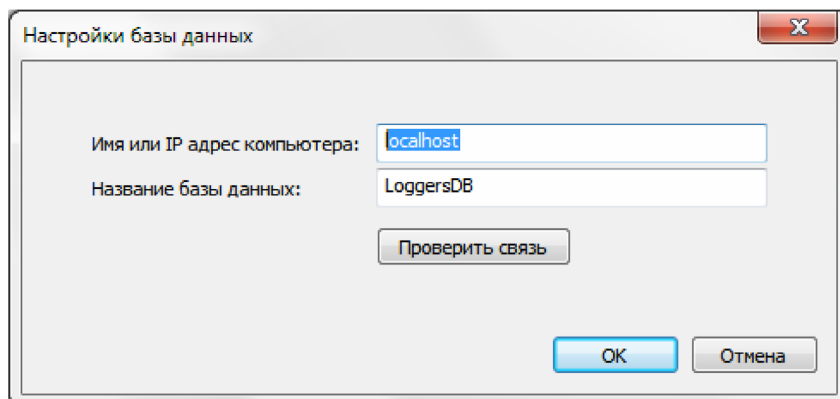 Настройки базы данных
Имя или IP адрес компьютера: localhost
Название базы данных: LoggersDB
Проверить связь
OK Отмена